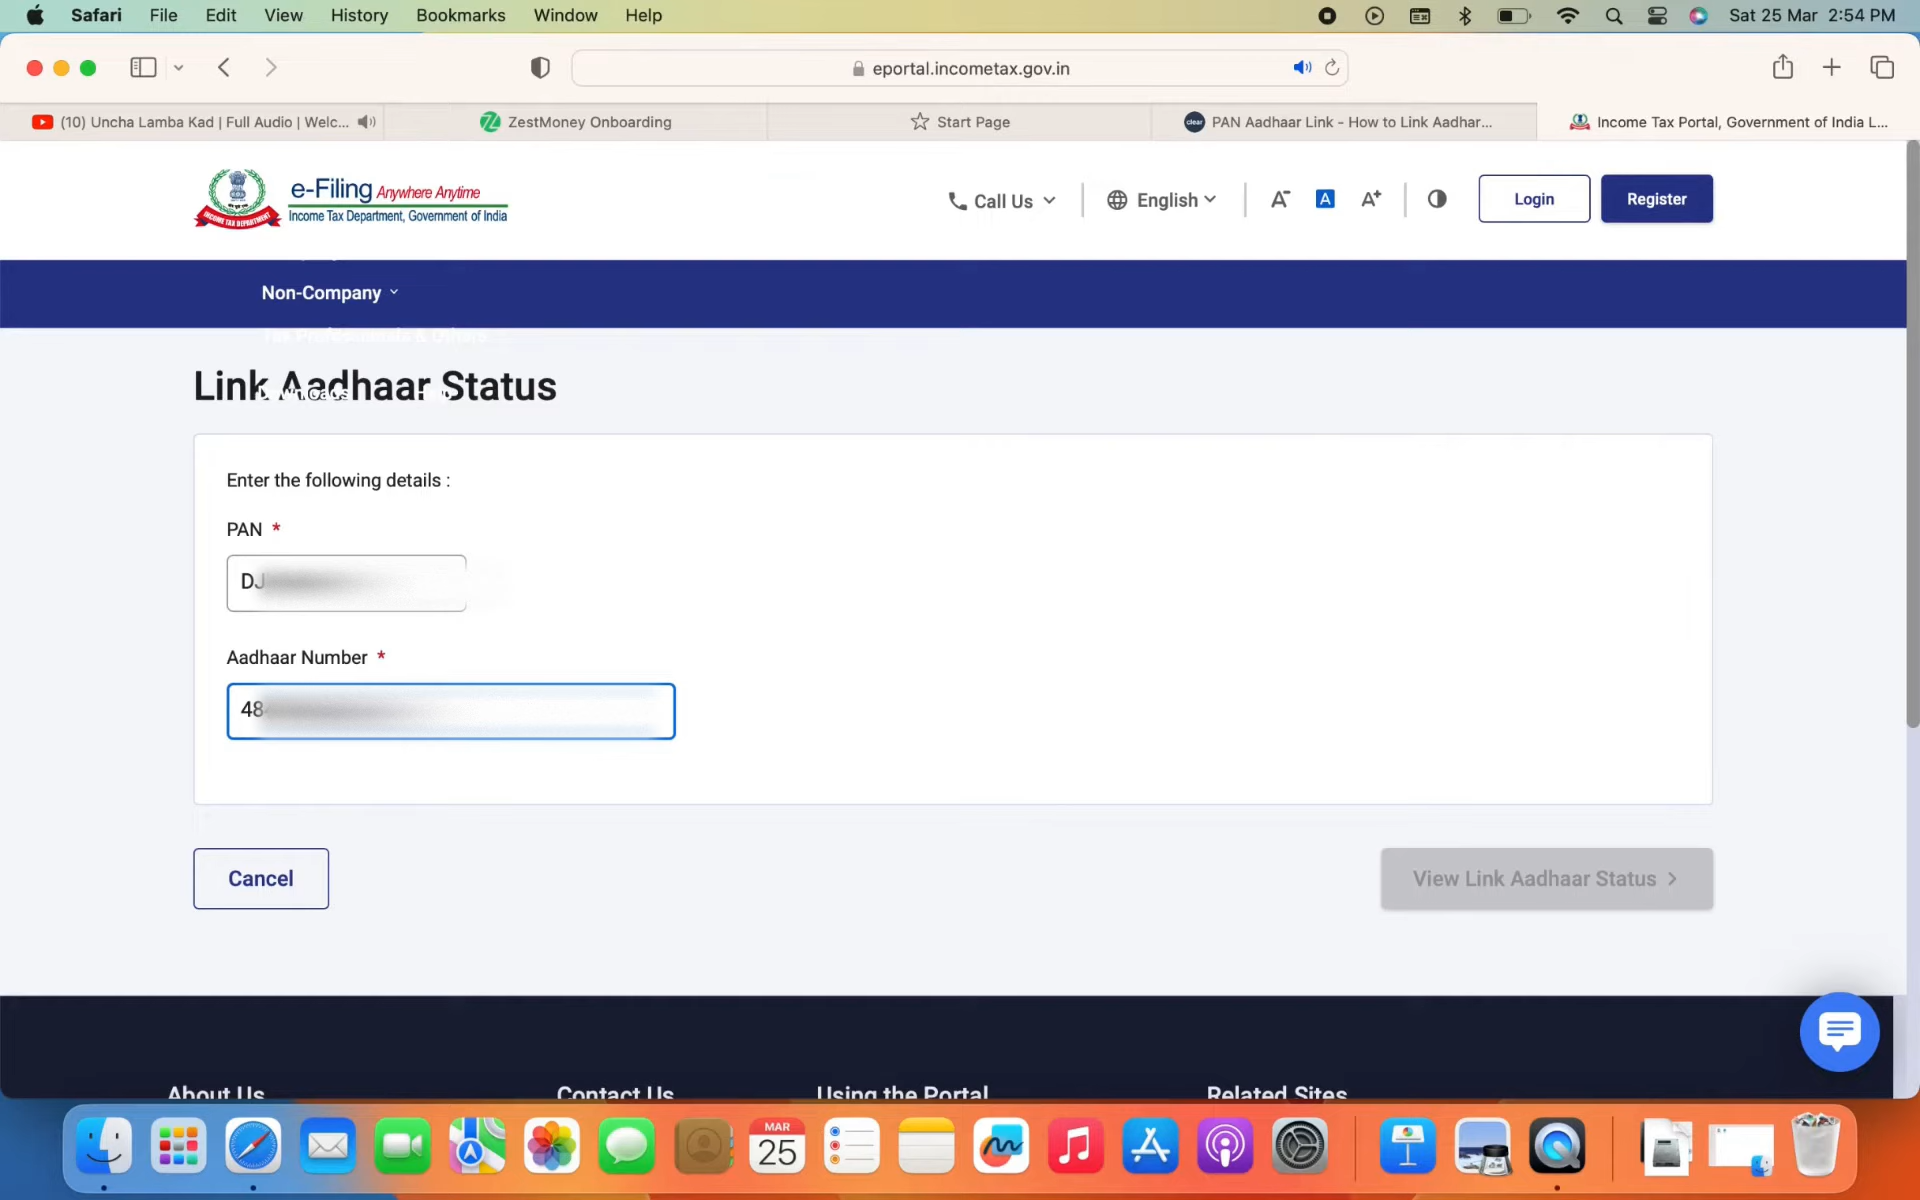 Safari File Edit View History Bookmarks Window Help Sat 25 Mar 2:54 PM
eportal.incometax.gov.in
(10) Uncha Lamba Kad | Full Audio | Welc...
ZestMoney Onboarding
Start Page
clear PAN Aadhaar Link - How to Link Aadhar...
Income Tax Portal, Government of India L...
INCOME TAX DEPARTMENT
e-Filing Anywhere Anytime
Income Tax Department, Government of India
Call Us
English
A- A A+
Login
Register
Non-Company
Link Aadhaar Status
Enter the following details :
PAN *
DJ
Aadhaar Number *
48
Cancel
View Link Aadhaar Status >
About Us Contact Us Using the Portal Related Sites
MAR
25